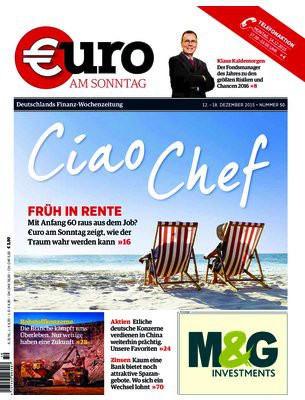 €uro
AM SONNTAG
Klaus Kaldemorgen
Der Fondsmanager
des Jahres zu den
größten Risiken und
Chancen 2016 »8
TELEFONAKTION
Deutschlands Finanz-Wochenzeitung
12. – 18. DEZEMBER 2015 • NUMMER 50
Ciao Chef
FRÜH IN RENTE
Mit Anfang 60 raus aus dem Job?
€uro am Sonntag zeigt, wie der
Traum wahr werden kann »16
Rohstoffkonzerne
Die Branche kämpft ums
Überleben. Nur wenige
haben eine Zukunft »28
Aktien Etliche
deutsche Konzerne
verdienen in China
weiterhin prächtig.
Unsere Favoriten »24
Zinsen Kaum eine
Bank bietet noch
attraktive Sparan-
gebote. Wo sich ein
Wechsel lohnt »70
M&G
INVESTMENTS